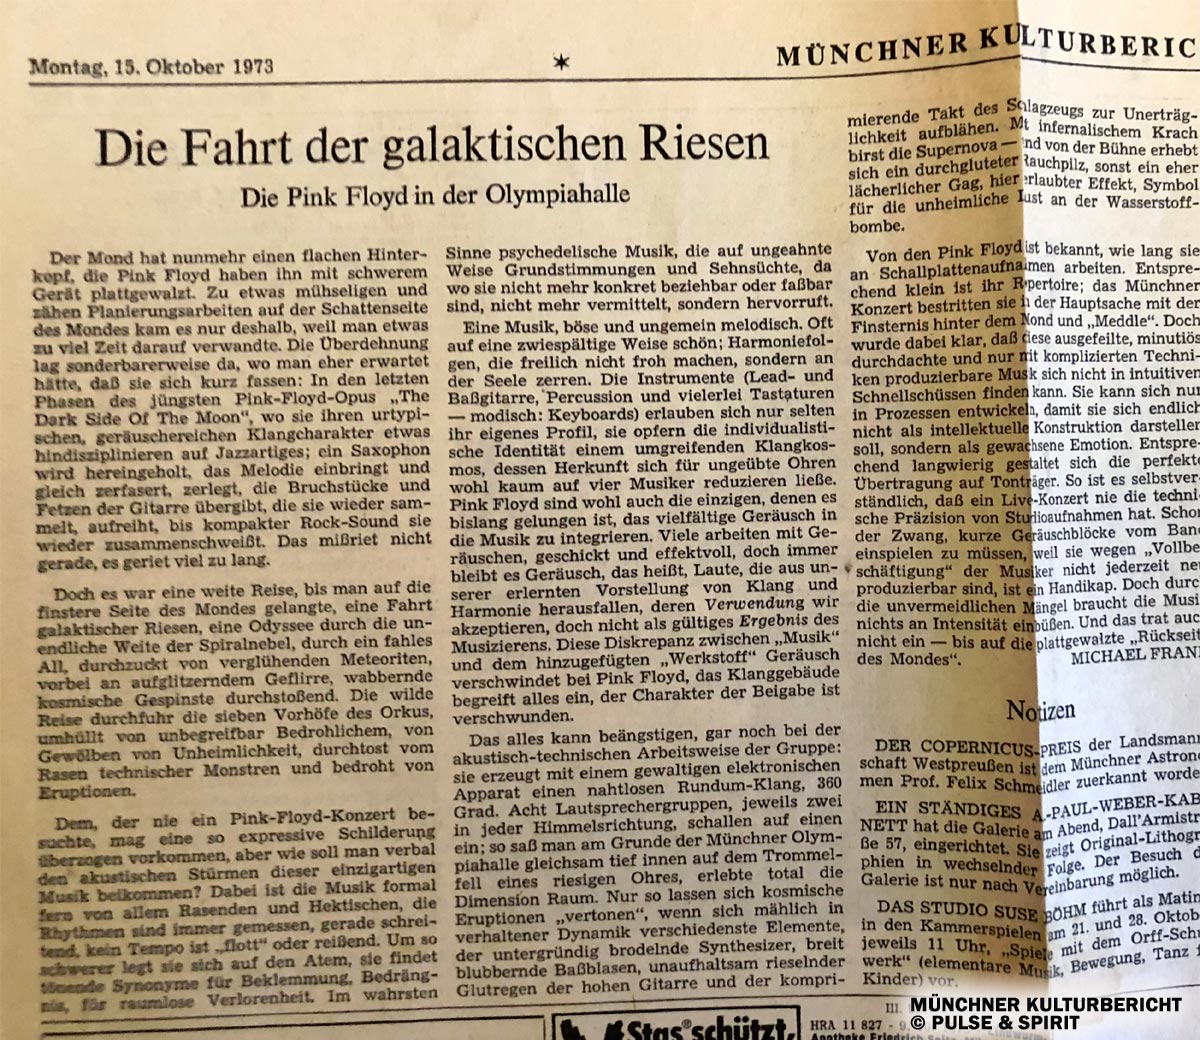 Montag, 15. Oktober 1973
*
MÜNCHNER KULTURBERIC
Die Fahrt der galaktischen Riesen
Die Pink Floyd in der Olympiahalle
Der Mond hat nunmehr einen flachen Hinter-
kopf, die Pink Floyd haben ihn mit schwerem
Gerät plattgewalzt. Zu etwas mühseligen und
zähen Planierungsarbeiten auf der Schattenseite
des Mondes kam es nur deshalb, weil man etwas
zu viel Zeit darauf verwandte. Die Überdehnung
lag sonderbarerweise da, wo man eher erwartet
hätte, daß sie sich kurz fassen: In den letzten
Phasen des jüngsten Pink-Floyd-Opus „The
Dark Side Of The Moon“, wo sie ihren urtypi-
schen, geräuschereichen Klangcharakter etwas
hindisziplinieren auf Jazzartiges; ein Saxophon
wird hereingeholt, das Melodie einbringt und
gleich zerfasert, zerlegt, die Bruchstücke und
Fetzen der Gitarre übergibt, die sie wieder sam-
melt, aufreiht, bis kompakter Rock-Sound sie
wieder zusammenschweißt. Das mißriet nicht
gerade, es geriet viel zu lang.
Doch es war eine weite Reise, bis man auf die
finstere Seite des Mondes gelangte, eine Fahrt
galaktischer Riesen, eine Odyssee durch die un-
endliche Weite der Spiralnebel, durch ein fahles
All, durchzuckt von verglühenden Meteoriten,
vorbei an aufglitzerndem Geflirre, wabbernde
kosmische Gespinste durchstoßend. Die wilde
Reise durchfuhr die sieben Vorhöfe des Orkus,
umhüllt von unbegreifbar Bedrohlichem, von
Gewölben von Unheimlichkeit, durchtost vom
Rasen technischer Monstren und bedroht von
Eruptionen.
Dem, der nie ein Pink-Floyd-Konzert be-
suchte, mag eine so expressive Schilderung
überzogen vorkommen, aber wie soll man verbal
den akustischen Stürmen dieser einzigartigen
Musik beikommen? Dabei ist die Musik formal
fern von allem Rasenden und Hektischen, die
Rhythmen sind immer gemessen, gerade schrei-
tend, kein Tempo ist „flott“ oder reißend. Um so
schwerer legt sie sich auf den Atem, sie findet
tönende Synonyme für Beklemmung, Bedräng-
nis, für raumlose Verlorenheit. Im wahrsten
Sinne psychedelische Musik, die auf ungeahnte
Weise Grundstimmungen und Sehnsüchte, da
wo sie nicht mehr konkret beziehbar oder faßbar
sind, nicht mehr vermittelt, sondern hervorruft.
Eine Musik, böse und ungemein melodisch. Oft
auf eine zwiespältige Weise schön; Harmoniefol-
gen, die freilich nicht froh machen, sondern an
der Seele zerren. Die Instrumente (Lead- und
Baßgitarre, Percussion und vielerlei Tastaturen
— modisch: Keyboards) erlauben sich nur selten
ihr eigenes Profil, sie opfern die individualisti-
sche Identität einem umgreifenden Klangkos-
mos, dessen Herkunft sich für ungeübte Ohren
wohl kaum auf vier Musiker reduzieren ließe.
Pink Floyd sind wohl auch die einzigen, denen es
bislang gelungen ist, das vielfältige Geräusch in
die Musik zu integrieren. Viele arbeiten mit Ge-
räuschen, geschickt und effektvoll, doch immer
bleibt es Geräusch, das heißt, Laute, die aus un-
serer erlernten Vorstellung von Klang und
Harmonie herausfallen, deren Verwendung wir
akzeptieren, doch nicht als gültiges Ergebnis des
Musizierens. Diese Diskrepanz zwischen „Musik“
und dem hinzugefügten „Werkstoff“ Geräusch
verschwindet bei Pink Floyd, das Klanggebäude
begreift alles ein, der Charakter der Beigabe ist
verschwunden.
Das alles kann beängstigen, gar noch bei der
akustisch-technischen Arbeitsweise der Gruppe:
sie erzeugt mit einem gewaltigen elektronischen
Apparat einen nahtlosen Rundum-Klang, 360
Grad. Acht Lautsprechergruppen, jeweils zwei
in jeder Himmelsrichtung, schallen auf einen
ein; so saß man am Grunde der Münchner Olym-
piahalle gleichsam tief innen auf dem Trommel-
fell eines riesigen Ohres, erlebte total die
Dimension Raum. Nur so lassen sich kosmische
Eruptionen „vertonen“, wenn sich mählich in
verhaltener Dynamik verschiedenste Elemente,
der untergründig brodelnde Synthesizer, breit
blubbernde Baßblasen, unaufhaltsam rieselnder
Glutregen der hohen Gitarre und der kompri-
mierende Takt des Schlagzeugs zur Unerträg-
lichkeit aufblähen. Mit infernalischem Krach
birst die Supernova — und von der Bühne erhebt
sich ein durchgluteter Rauchpilz, sonst ein eher
lächerlicher Gag, hier erlaubter Effekt, Symbol
für die unheimliche Lust an der Wasserstoff-
bombe.
Von den Pink Floyd ist bekannt, wie lang sie
an Schallplattenaufnahmen arbeiten. Entspre-
chend klein ist ihr Repertoire; das Münchner
Konzert bestritten sie in der Hauptsache mit der
Finsternis hinter dem Mond und „Meddle“. Doch
wurde dabei klar, daß diese ausgefeilte, minutiös
durchdachte und nur mit komplizierten Techni-
ken produzierbare Musik sich nicht in intuitiven
Schnellschüssen finden kann. Sie kann sich nur
in Prozessen entwickeln, damit sie sich endlich
nicht als intellektuelle Konstruktion darstellen
soll, sondern als gewachsene Emotion. Entspre-
chend langwierig gestaltet sich die perfekte
Übertragung auf Tonträger. So ist es selbstver-
ständlich, daß ein Live-Konzert nie die techni-
sche Präzision von Studioaufnahmen hat. Schon
der Zwang, kurze Geräuschblöcke vom Band
einspielen zu müssen, weil sie wegen „Vollbe-
schäftigung“ der Musiker nicht jederzeit neu
produzierbar sind, ist ein Handikap. Doch durch
die unvermeidlichen Mängel braucht die Musik
nichts an Intensität einbüßen. Und das trat auch
nicht ein — bis auf die plattgewalzte „Rückseite
des Mondes“.
MICHAEL FRAN
Notizen
DER COPERNICUS-PREIS der Landsmann-
schaft Westpreußen ist dem Münchner Astrono-
men Prof. Felix Schmeidler zuerkannt worden
EIN STÄNDIGES A.-PAUL-WEBER-KABI-
NETT hat die Galerie am Abend, Dall'Armistra-
ße 57, eingerichtet. Sie zeigt Original-Lithogra-
phien in wechselnder Folge. Der Besuch d
Galerie ist nur nach Vereinbarung möglich.
DAS STUDIO SUSE BÖHM führt als Matin
in den Kammerspielen am 21. und 28. Oktobe
jeweils 11 Uhr, „Spiele mit dem Orff-Schu
werk“ (elementare Musik, Bewegung, Tanz f
Kinder) vor.
Stas schützt.
III.
HRA 11 827 - 9.
Apotheke Friedrich
MÜNCHNER KULTURBERICHT
© PULSE & SPIRIT